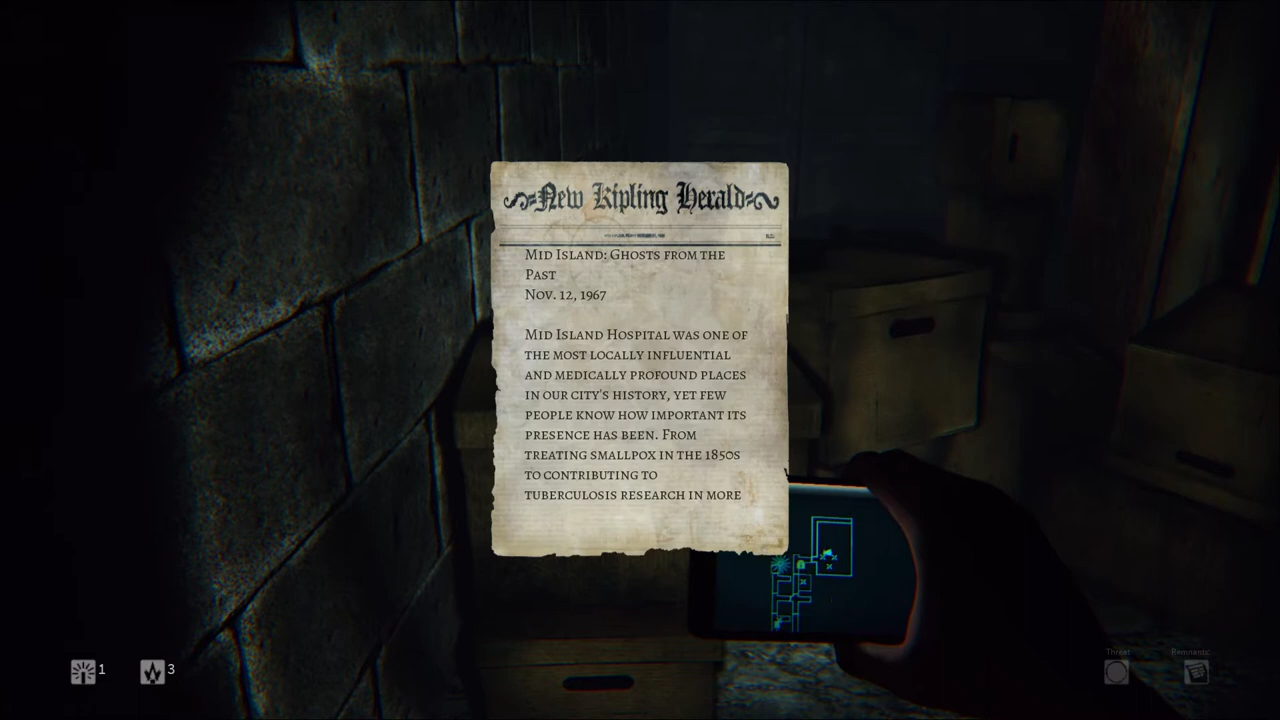 New Kipling Herald
Mid Island: Ghosts from the
Past
Nov. 12, 1967
Mid Island Hospital was one of
the most locally influential
and medically profound places
in our city's history, yet few
people know how important its
presence has been. From
treating smallpox in the 1850s
to contributing to
tuberculosis research in more
1
3
Threat
Remnants